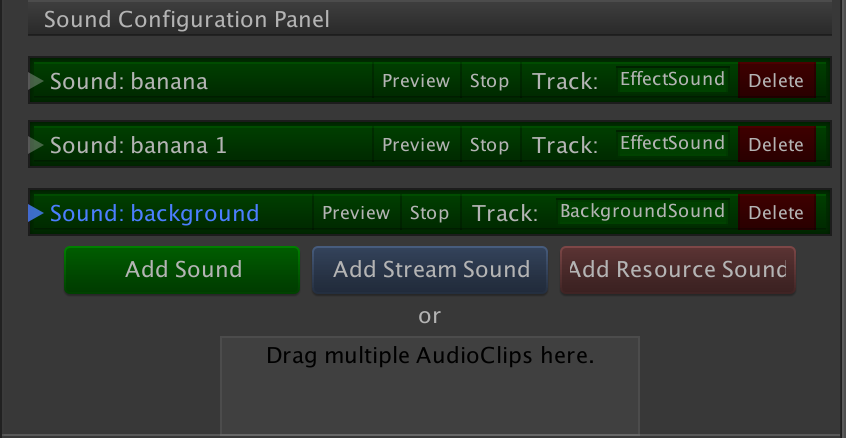 Sound Configuration Panel
Sound: banana Preview Stop Track: EffectSound Delete
Sound: banana 1 Preview Stop Track: EffectSound Delete
Sound: background Preview Stop Track: BackgroundSound Delete
Add Sound Add Stream Sound Add Resource Sound
or
Drag multiple AudioClips here.